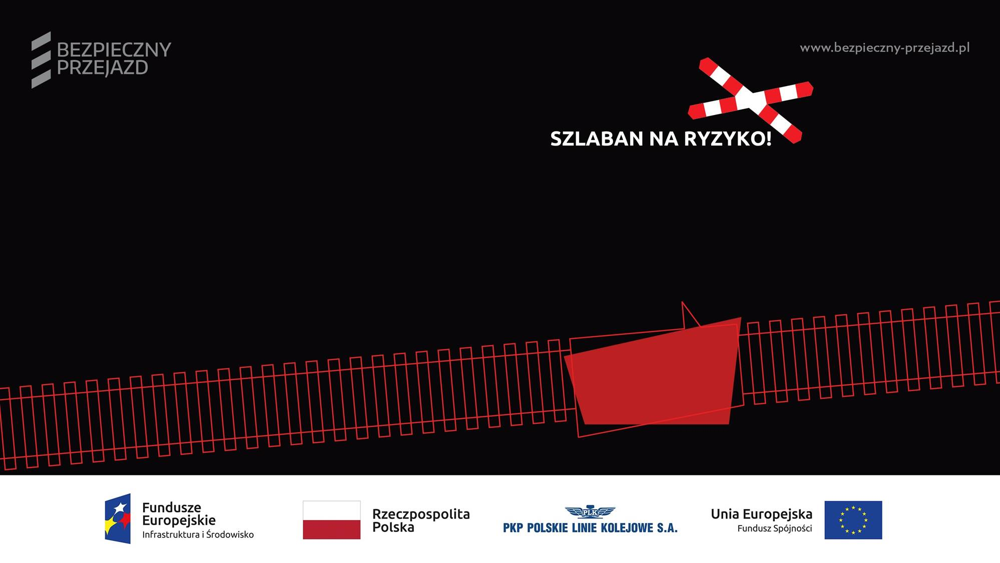 BEZPIECZNY
PRZEJAZD
www.bezpieczny-przejazd.pl
SZLABAN NA RYZYKO!
Fundusze
Europejskie
Infrastruktura i Środowisko
Rzeczpospolita
Polska
PLK
PKP POLSKIE LINIE KOLEJOWE S.A.
Unia Europejska
Fundusz Spójności